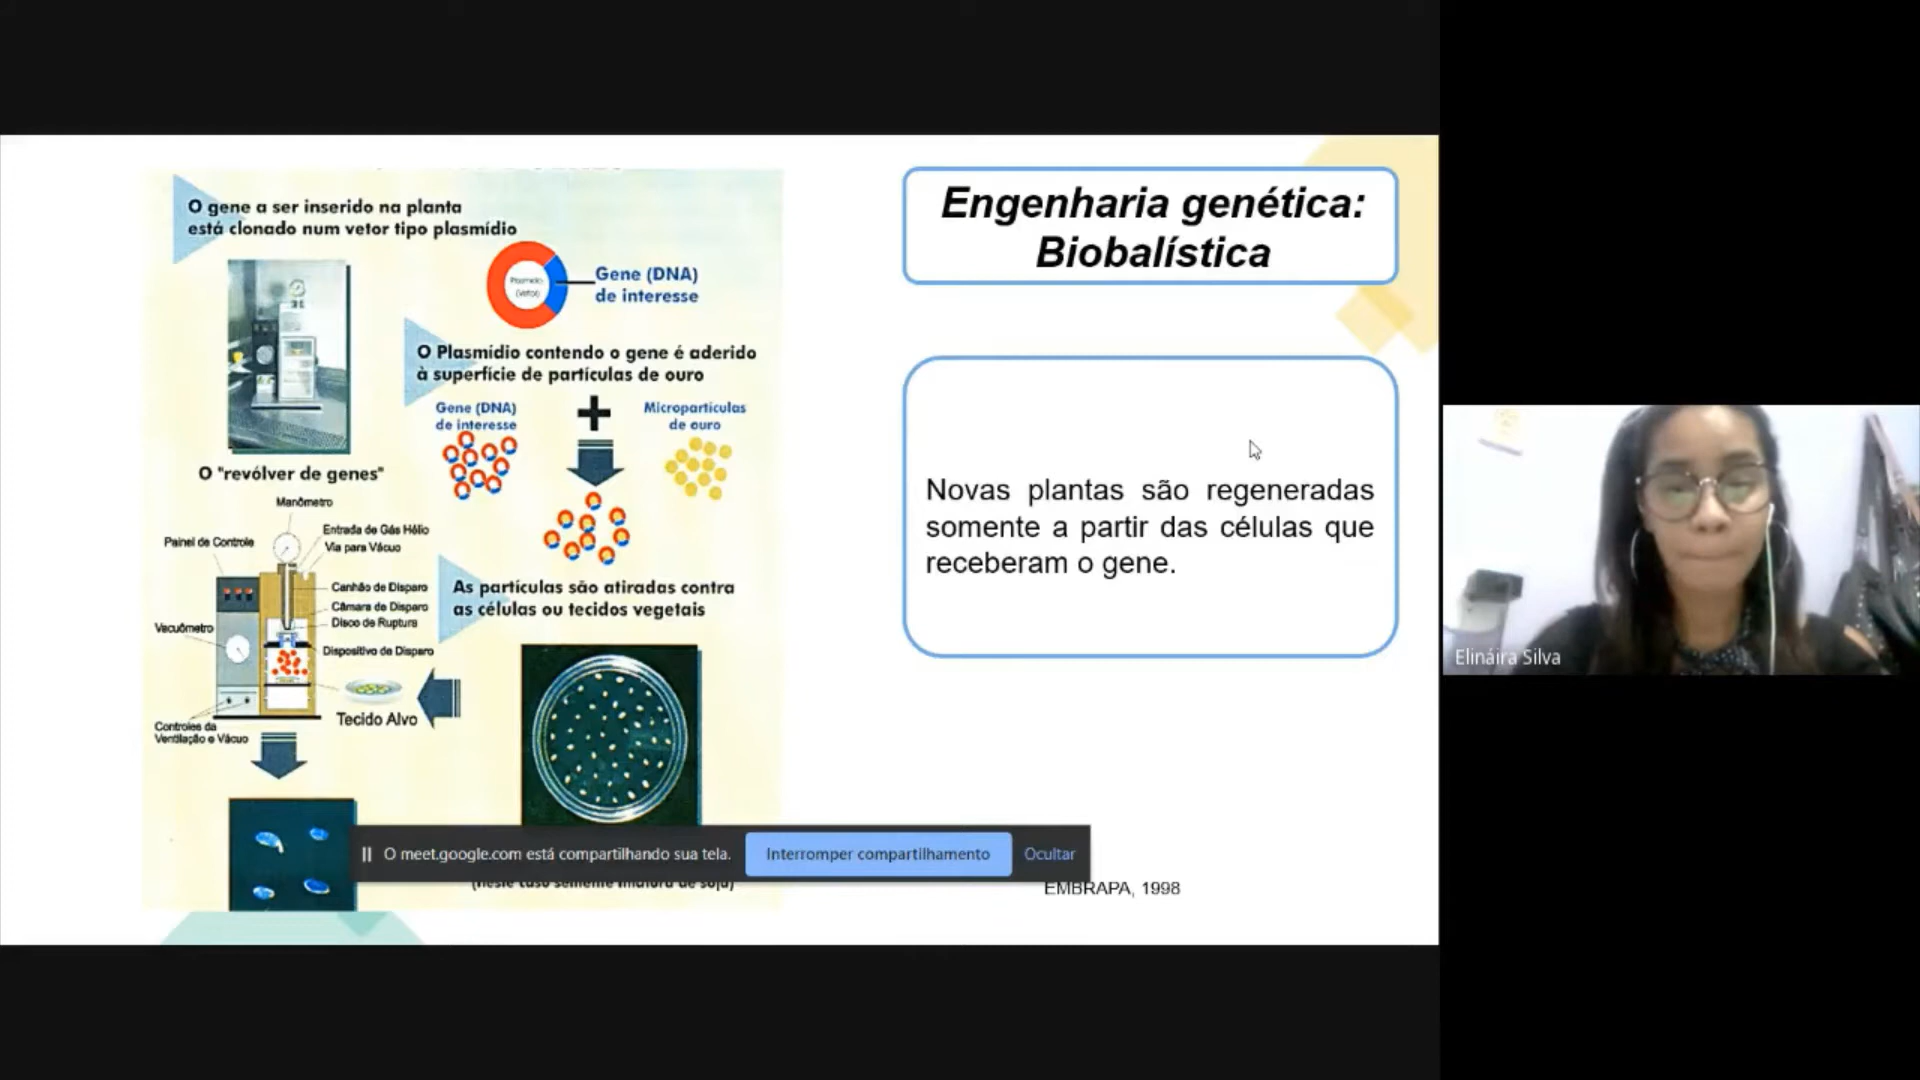 O gene a ser inserido na planta
está clonado num vetor tipo plasmídio
Plasmídio
(Vetor)
Gene (DNA)
de interesse
O Plasmídio contendo o gene é aderido
à superfície de partículas de ouro
Gene (DNA)
de interesse
+
Micropartículas
de ouro
O "revólver de genes"
Manômetro
Entrada de Gás Hélio
Via para Vácuo
Painel de Controle
Canhão de Disparo
Câmara de Disparo
Disco de Ruptura
Vacuômetro
Dispositivo de Disparo
Controles da
Ventilação e Vácuo
Tecido Alvo
As partículas são atiradas contra
as células ou tecidos vegetais
(neste caso semente imatura de soja)
Engenharia genética:
Biobalística
Novas plantas são regeneradas
somente a partir das células que
receberam o gene.
EMBRAPA, 1998
O meet.google.com está compartilhando sua tela.
Interromper compartilhamento
Ocultar
Elináira Silva